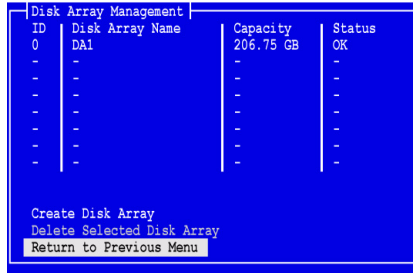 Disk Array Management
ID Disk Array Name Capacity Status
0 DA1 206.75 GB OK
- - - -
- - - -
- - - -
- - - -
- - - -
- - - -
- - - -
Create Disk Array
Delete Selected Disk Array
Return to Previous Menu